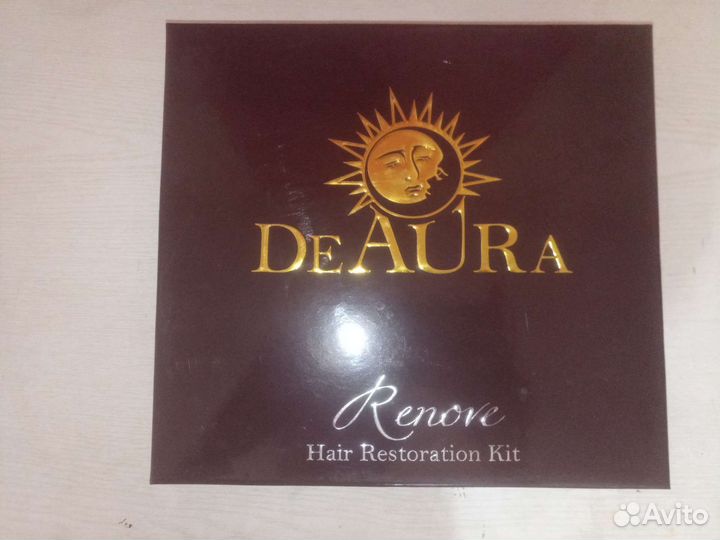 DEAURA
Renove
Hair Restoration Kit
Avito